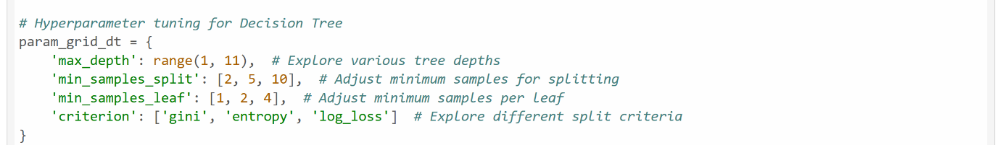 # Hyperparameter tuning for Decision Tree
param_grid_dt = {
    'max_depth': range(1, 11),  # Explore various tree depths
    'min_samples_split': [2, 5, 10],  # Adjust minimum samples for splitting
    'min_samples_leaf': [1, 2, 4],  # Adjust minimum samples per leaf
    'criterion': ['gini', 'entropy', 'log_loss']  # Explore different split criteria
}